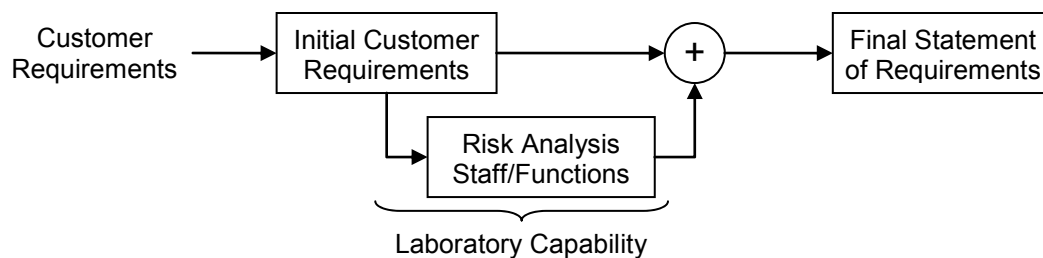 Customer
Requirements
Initial Customer
Requirements
+
Final Statement
of Requirements
Risk Analysis
Staff/Functions
Laboratory Capability